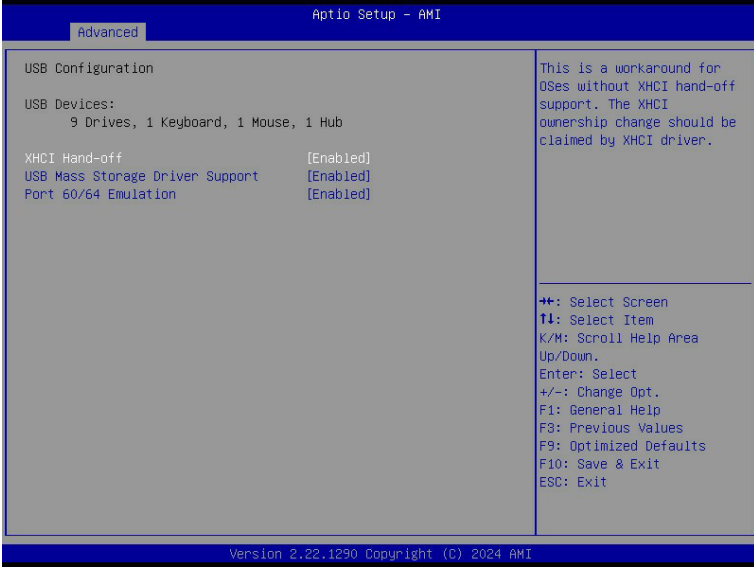 Aptio Setup – AMI
Advanced
USB Configuration
USB Devices:
9 Drives, 1 Keyboard, 1 Mouse, 1 Hub
XHCI Hand-off [Enabled]
USB Mass Storage Driver Support [Enabled]
Port 60/64 Emulation [Enabled]
This is a workaround for
OSes without XHCI hand-off
support. The XHCI
ownership change should be
claimed by XHCI driver.
→←: Select Screen
↑↓: Select Item
K/M: Scroll Help Area
Up/Down.
Enter: Select
+/-: Change Opt.
F1: General Help
F3: Previous Values
F9: Optimized Defaults
F10: Save & Exit
ESC: Exit
Version 2.22.1290 Copyright (C) 2024 AMI